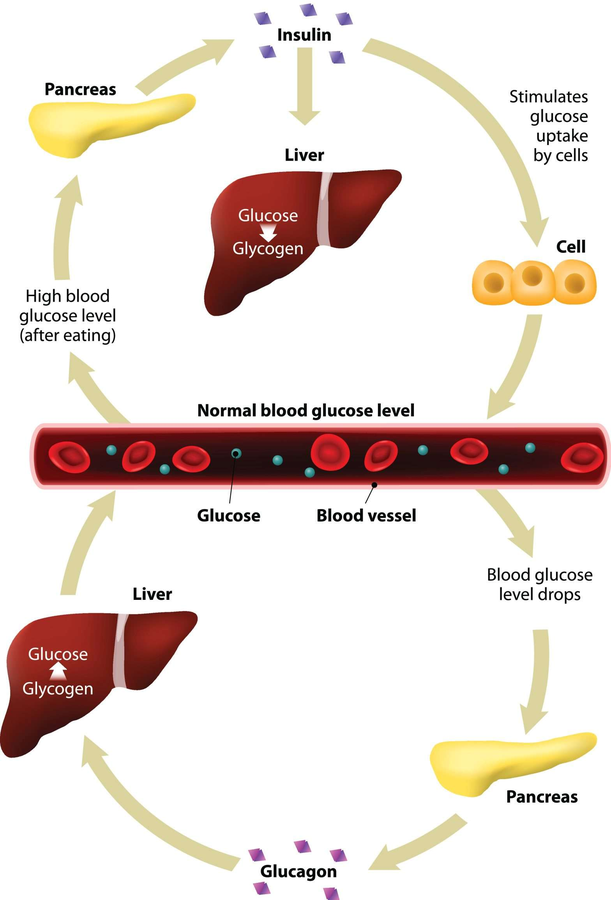 Insulin
Pancreas
Stimulates
glucose
uptake
by cells
Liver
Glucose
Glycogen
Cell
High blood
glucose level
(after eating)
Normal blood glucose level
Glucose
Blood vessel
Blood glucose
level drops
Liver
Glucose
Glycogen
Pancreas
Glucagon